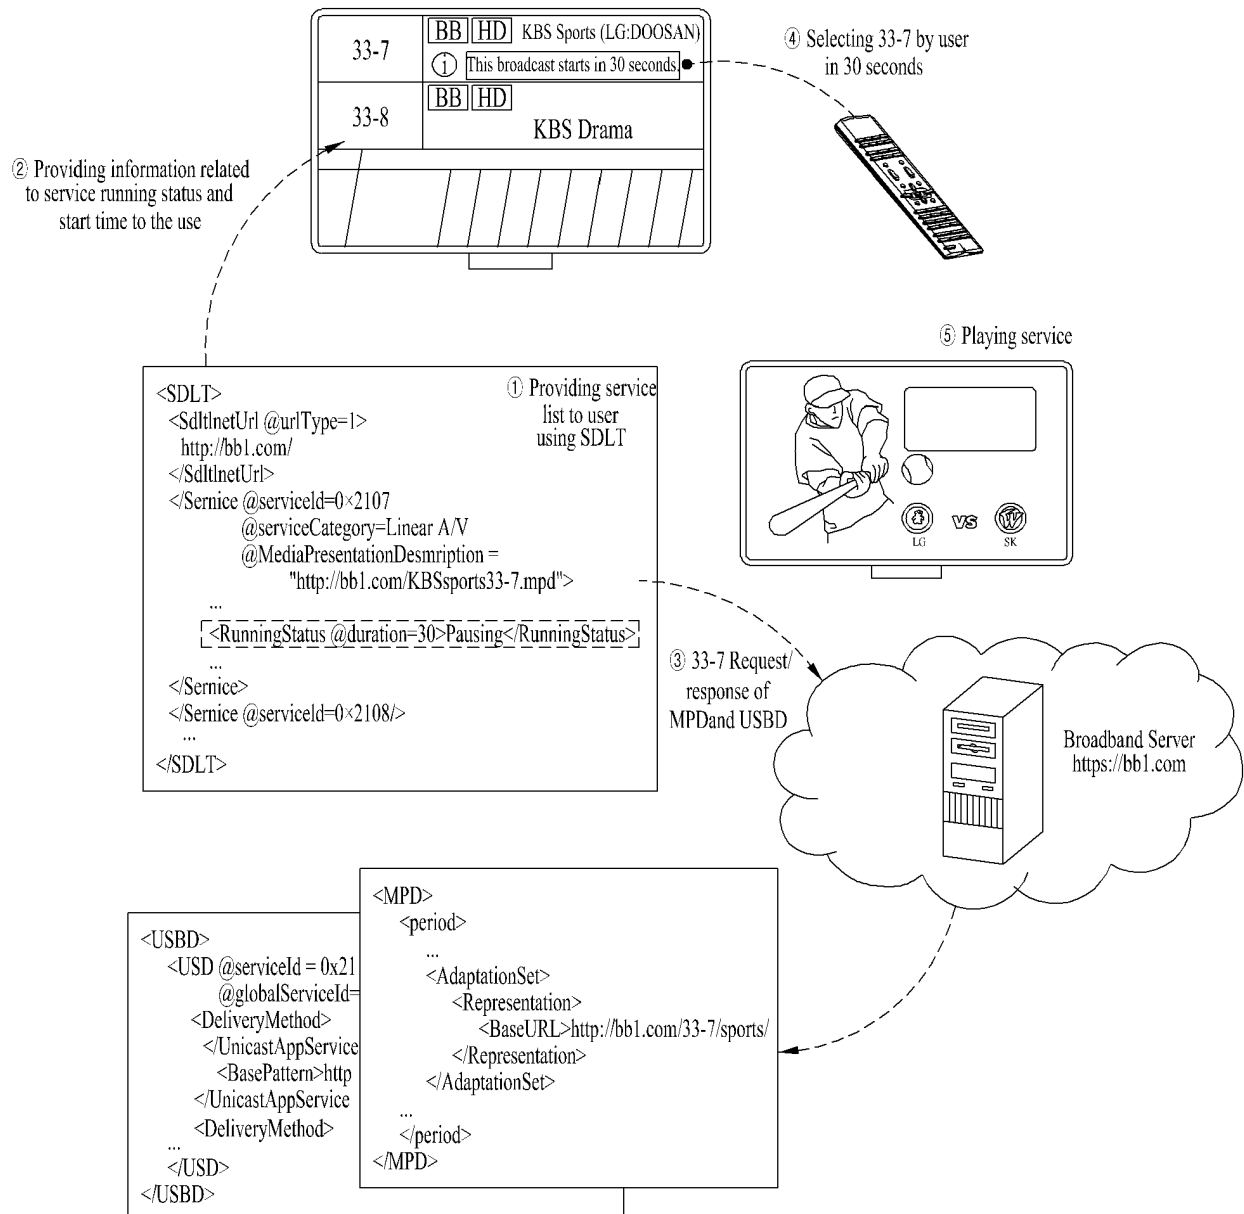 33-7
BB HD KBS Sports (LG:DOOSAN)
i This broadcast starts in 30 seconds.
33-8
BB HD
KBS Drama
④ Selecting 33-7 by user
in 30 seconds
② Providing information related
to service running status and
start time to the use
① Providing service
list to user
using SDLT
<SDLT>
<SdltlnetUrl @urlType=1>
http://bb1.com/
</SdltlnetUrl>
</Sernice @serviceId=0×2107
@serviceCategory=Linear A/V
@MediaPresentationDesmription =
"http://bb1.com/KBSsports33-7.mpd">
...
<RunningStatus @duration=30>Pausing</RunningStatus>
...
</Sernice>
</Sernice @serviceId=0×2108/>
...
</SDLT>
⑤ Playing service
LG
VS
W
SK
③ 33-7 Request/
response of
MPDand USBD
Broadband Server
https://bb1.com
<USBD>
<USD @serviceId = 0x21
@globalServiceId=
<DeliveryMethod>
</UnicastAppService
<BasePattern>http
</UnicastAppService
<DeliveryMethod>
...
</USD>
</USBD>
<MPD>
<period>
...
<AdaptationSet>
<Representation>
<BaseURL>http://bb1.com/33-7/sports/
</Representation>
</AdaptationSet>
...
</period>
</MPD>